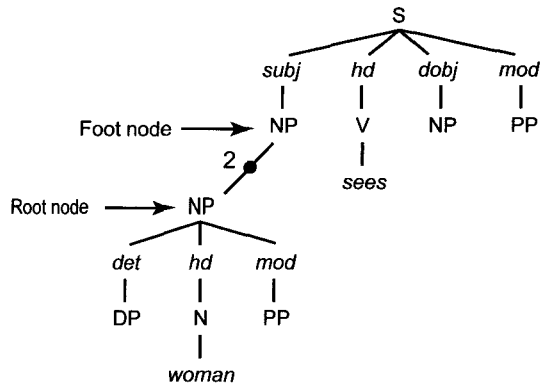 S
subj hd dobj mod
Foot node NP V NP PP
2 sees
Root node NP
det hd mod
DP N PP
woman